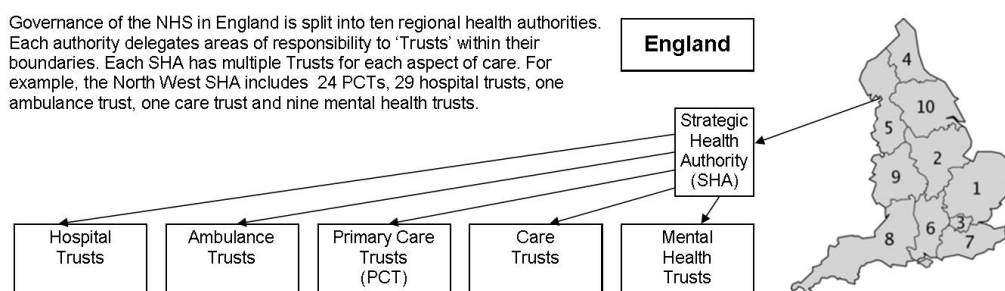 Governance of the NHS in England is split into ten regional health authorities.
Each authority delegates areas of responsibility to ‘Trusts’ within their
boundaries. Each SHA has multiple Trusts for each aspect of care. For
example, the North West SHA includes 24 PCTs, 29 hospital trusts, one
ambulance trust, one care trust and nine mental health trusts.
England
Strategic
Health
Authority
(SHA)
Hospital
Trusts
Ambulance
Trusts
Primary Care
Trusts
(PCT)
Care
Trusts
Mental
Health
Trusts
4
10
5
2
9
1
3
6
8
7